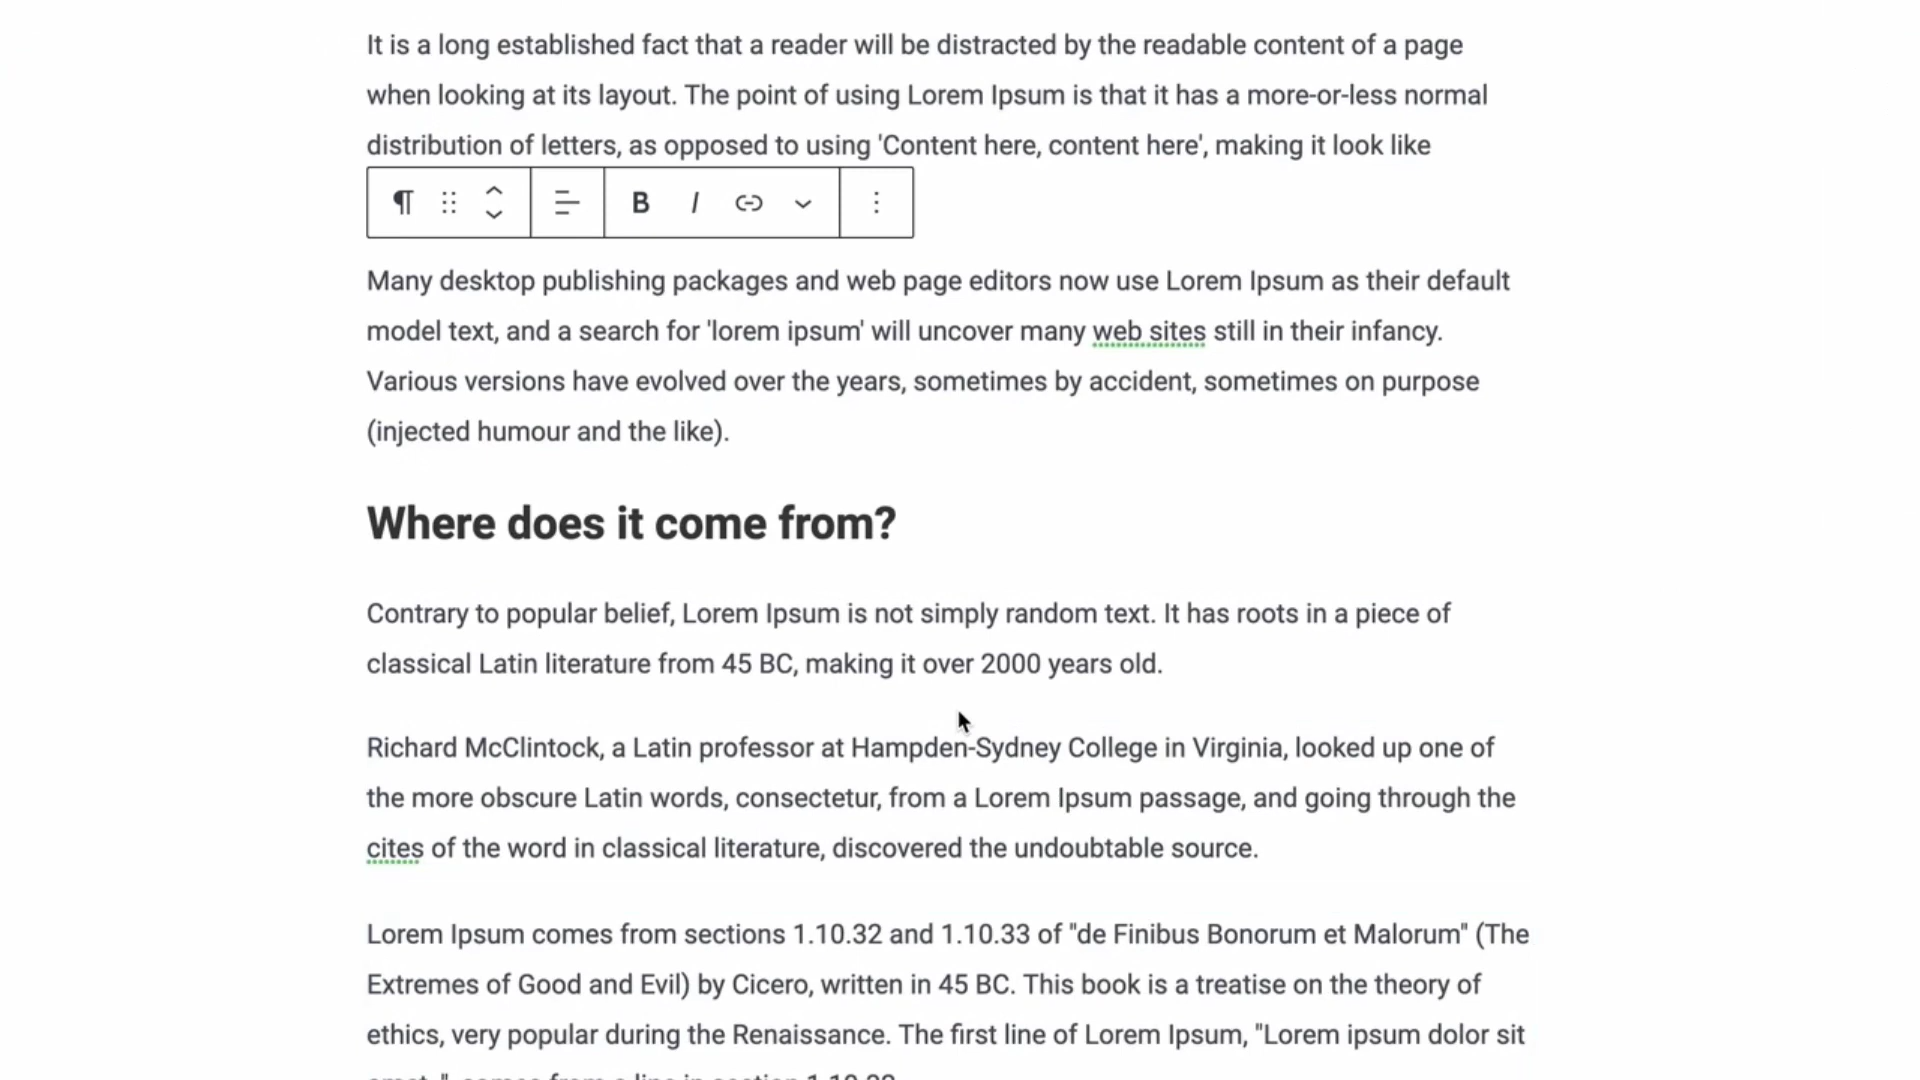 It is a long established fact that a reader will be distracted by the readable content of a page
when looking at its layout. The point of using Lorem Ipsum is that it has a more-or-less normal
distribution of letters, as opposed to using 'Content here, content here', making it look like
B I
Many desktop publishing packages and web page editors now use Lorem Ipsum as their default
model text, and a search for 'lorem ipsum' will uncover many web sites still in their infancy.
Various versions have evolved over the years, sometimes by accident, sometimes on purpose
(injected humour and the like).
Where does it come from?
Contrary to popular belief, Lorem Ipsum is not simply random text. It has roots in a piece of
classical Latin literature from 45 BC, making it over 2000 years old.
Richard McClintock, a Latin professor at Hampden-Sydney College in Virginia, looked up one of
the more obscure Latin words, consectetur, from a Lorem Ipsum passage, and going through the
cites of the word in classical literature, discovered the undoubtable source.
Lorem Ipsum comes from sections 1.10.32 and 1.10.33 of "de Finibus Bonorum et Malorum" (The
Extremes of Good and Evil) by Cicero, written in 45 BC. This book is a treatise on the theory of
ethics, very popular during the Renaissance. The first line of Lorem Ipsum, "Lorem ipsum dolor sit